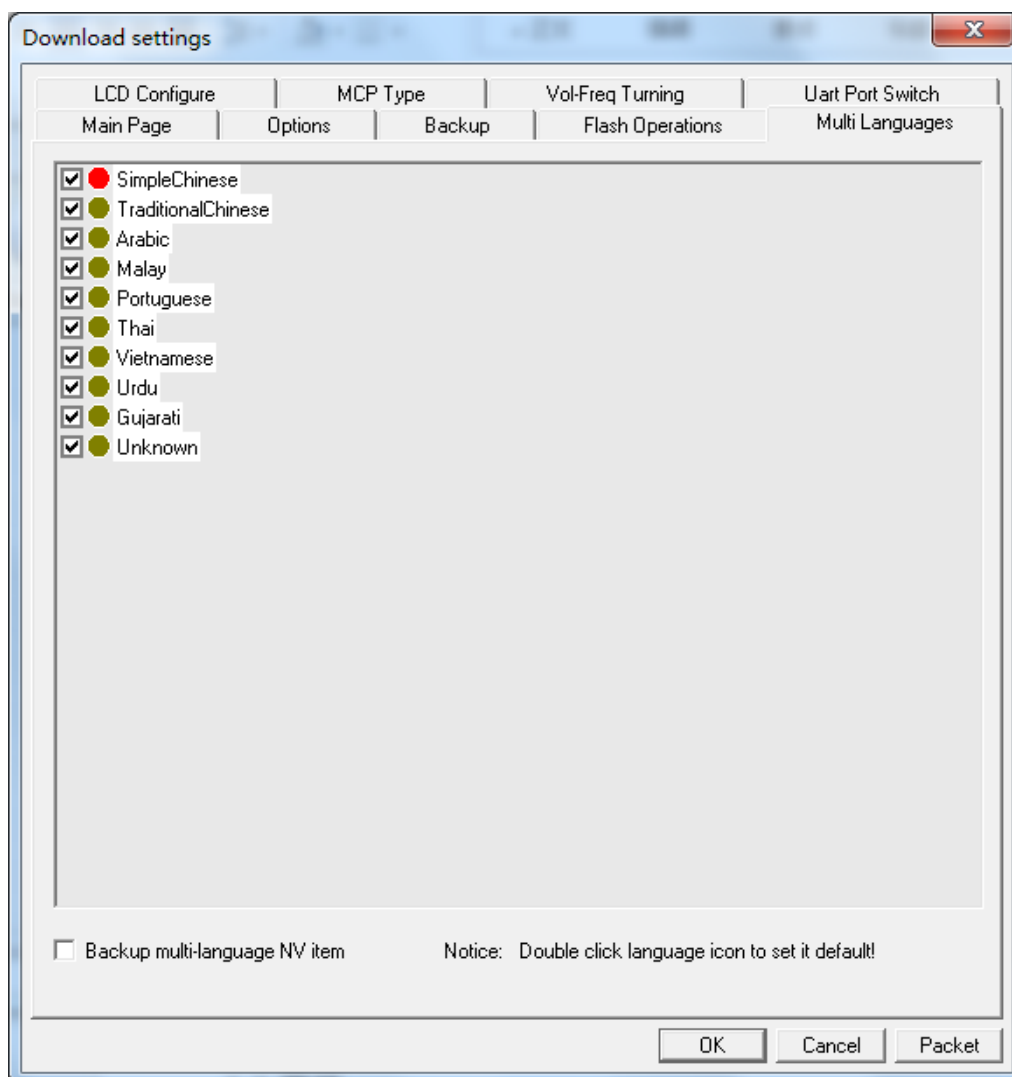 Download settings
LCD Configure MCP Type Vol-Freq Turning Uart Port Switch
Main Page Options Backup Flash Operations Multi Languages
SimpleChinese
TraditionalChinese
Arabic
Malay
Portuguese
Thai
Vietnamese
Urdu
Gujarati
Unknown
Backup multi-language NV item Notice: Double click language icon to set it default!
OK Cancel Packet